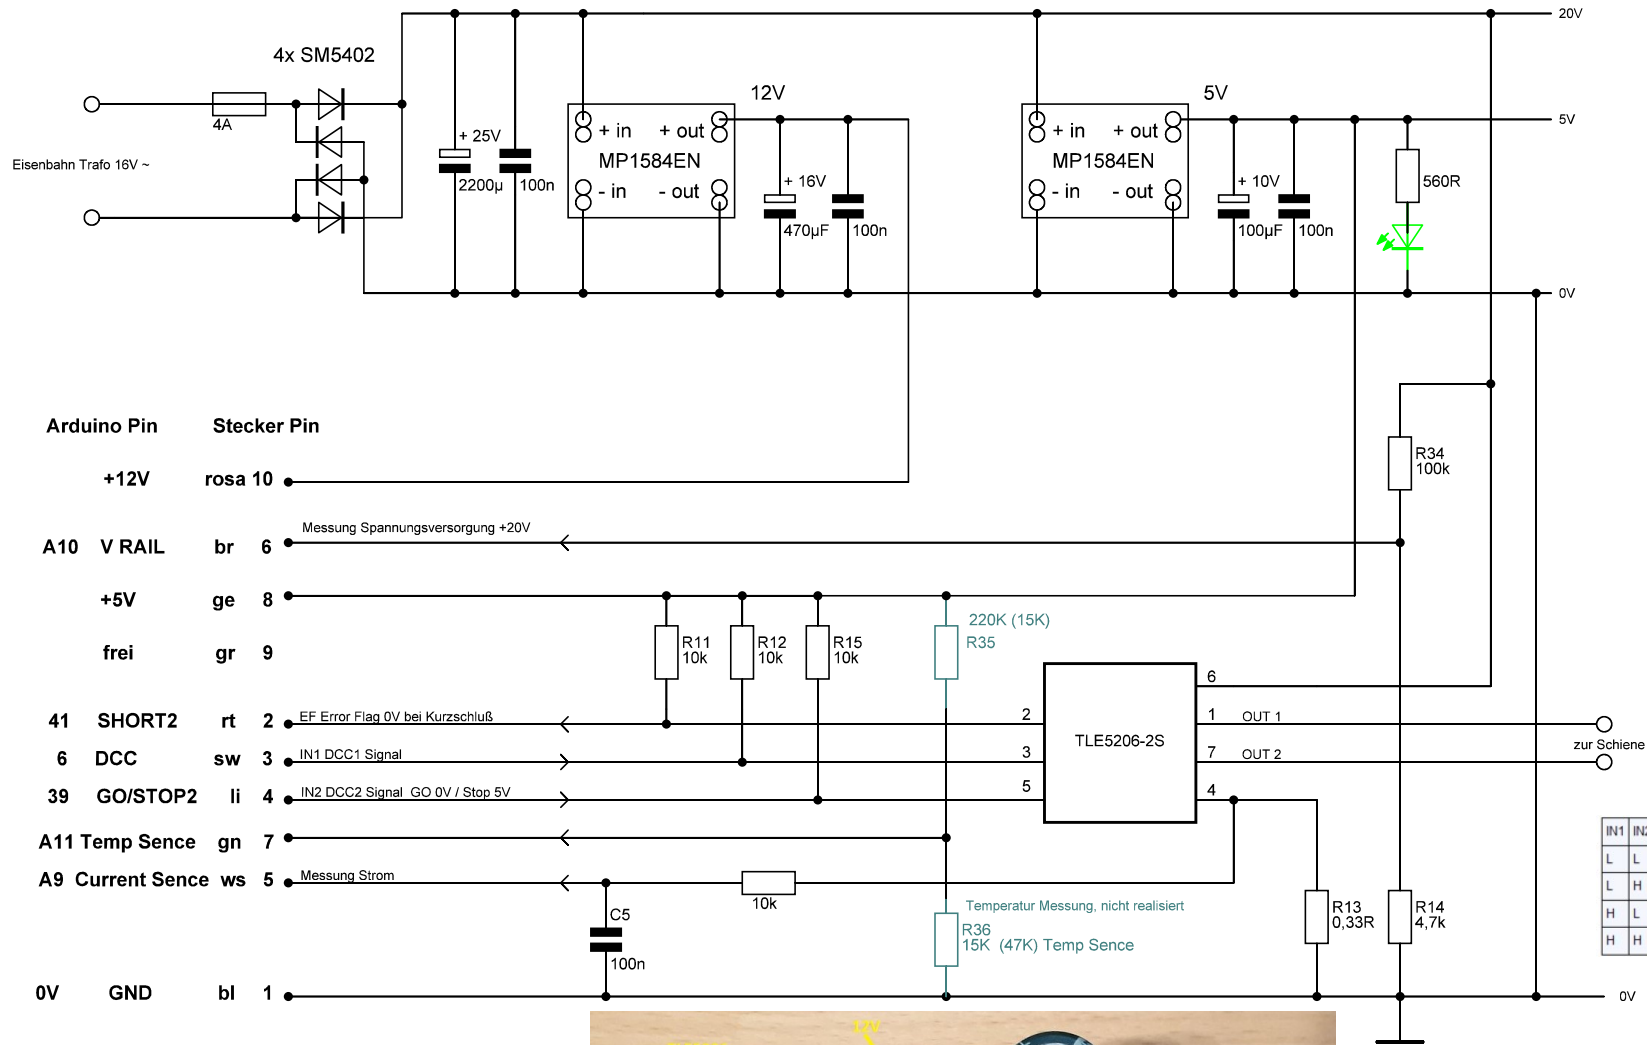 20V
4x SM5402
12V
5V
4A
+ 25V
2200µ
100n
+ in
+ out
MP1584EN
- in
- out
+ 16V
470µF
100n
+ in
+ out
MP1584EN
- in
- out
5V
+ 10V
100µF
100n
560R
Eisenbahn Trafo 16V ~
0V
Arduino Pin
Stecker Pin
+12V rosa 10
R34
100k
Messung Spannungsversorgung +20V
A10 V RAIL br 6
+5V ge 8
220K (15K)
R35
R11
10k
R12
10k
R15
10k
frei gr 9
41 SHORT2 rt 2
EF Error Flag 0V bei Kurzschluß
6 DCC sw 3
IN1 DCC1 Signal
39 GO/STOP2 li 4
IN2 DCC2 Signal GO 0V / Stop 5V
2
3
5
TLE5206-2S
6
1
7
4
OUT 1
OUT 2
zur Schiene
A11 Temp Sence gn 7
A9 Current Sence ws 5
Messung Strom
10k
C5
100n
Temperatur Messung, nicht realisiert
R36
15K (47K) Temp Sence
R13
0,33R
R14
4,7k
IN1 IN2
L L
L H
H L
H H
0V GND bl 1
0V
12V